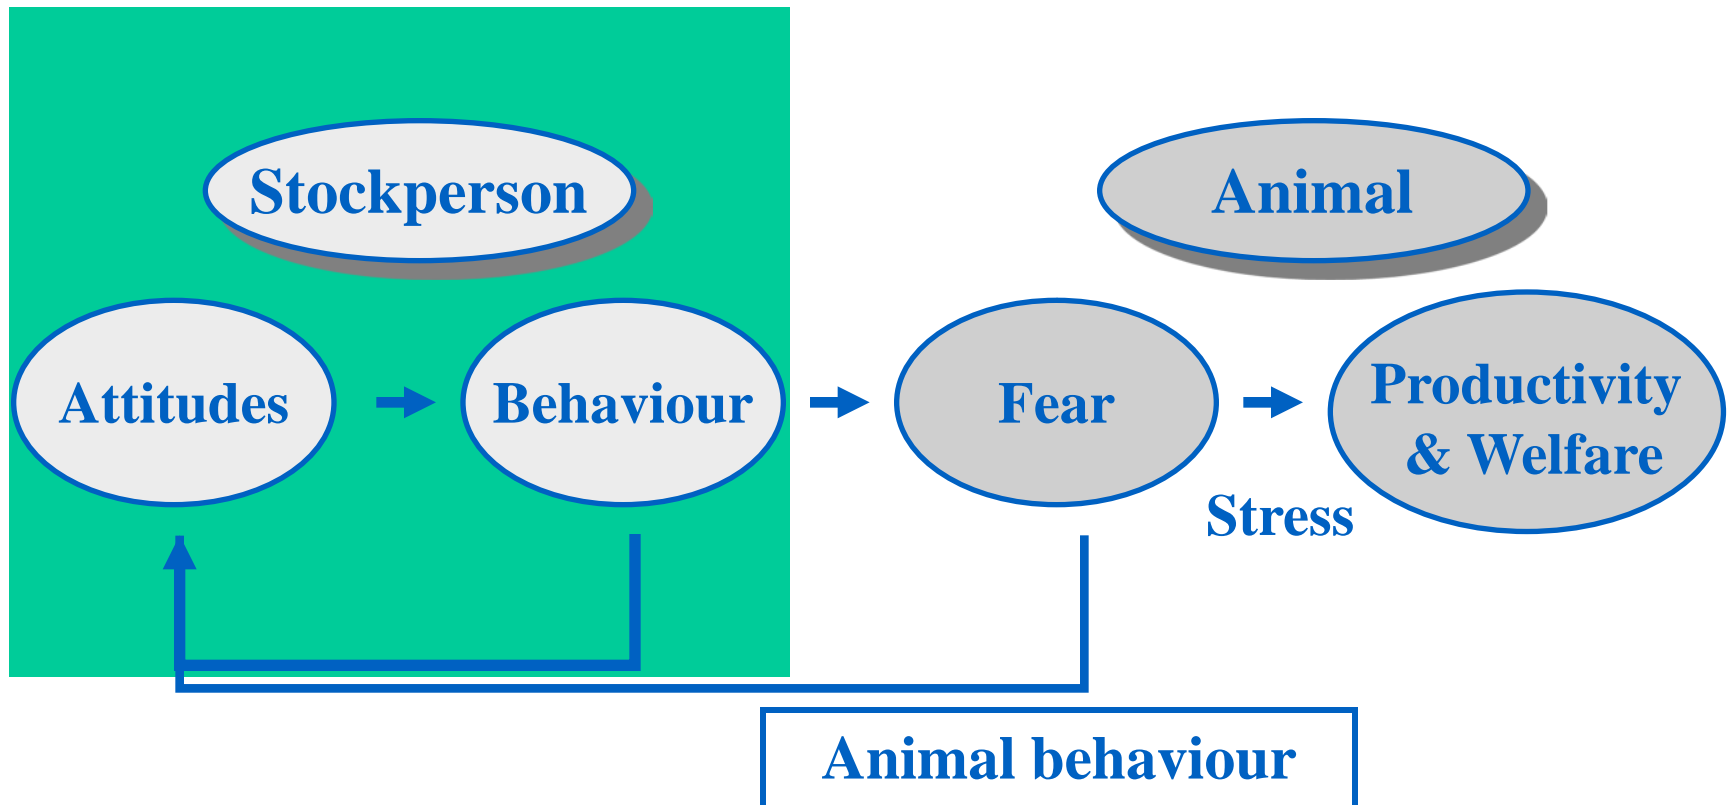 Stockperson
Animal
Attitudes
Behaviour
Fear
Productivity
& Welfare
Stress
Animal behaviour